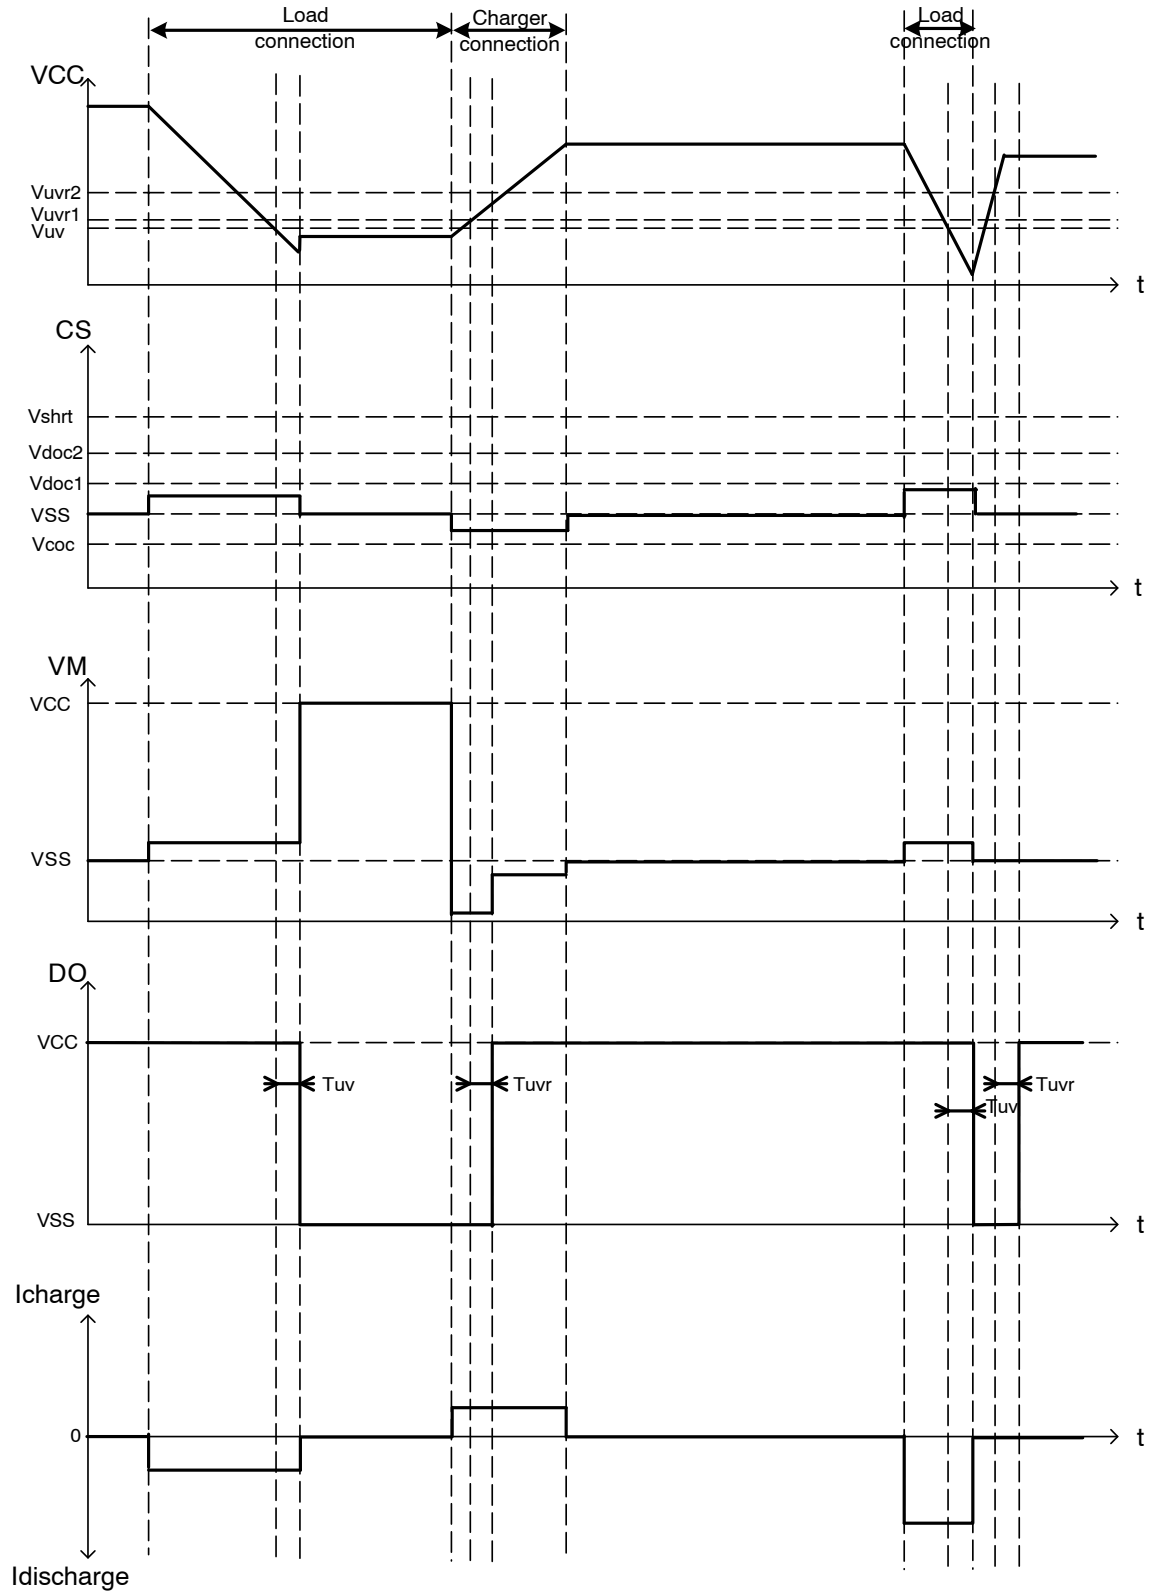 Load
connection
Charger
connection
Load
connection
VCC
Vuvr2
Vuvr1
Vuv
t
CS
Vshrt
Vdoc2
Vdoc1
VSS
Vcoc
t
VM
VCC
VSS
t
DO
VCC
Tuv
Tuvr
Tuvr
Tuv
VSS
t
Icharge
0
t
Idischarge